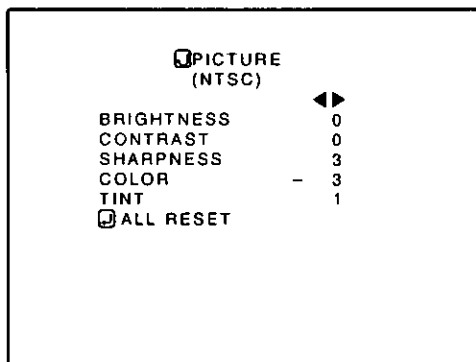 PICTURE
(NTSC)
BRIGHTNESS 0
CONTRAST 0
SHARPNESS 3
COLOR – 3
TINT 1
ALL RESET